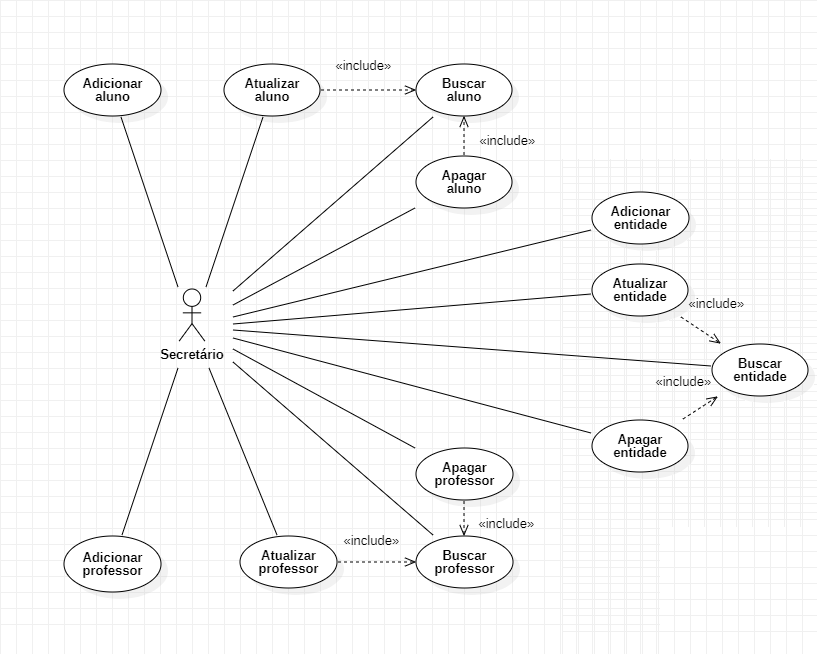 «include»
Adicionar
aluno
Atualizar
aluno
Buscar
aluno
«include»
Apagar
aluno
Adicionar
entidade
Atualizar
entidade
«include»
Secretário
Buscar
entidade
«include»
Apagar
entidade
Apagar
professor
«include»
«include»
Adicionar
professor
Atualizar
professor
Buscar
professor